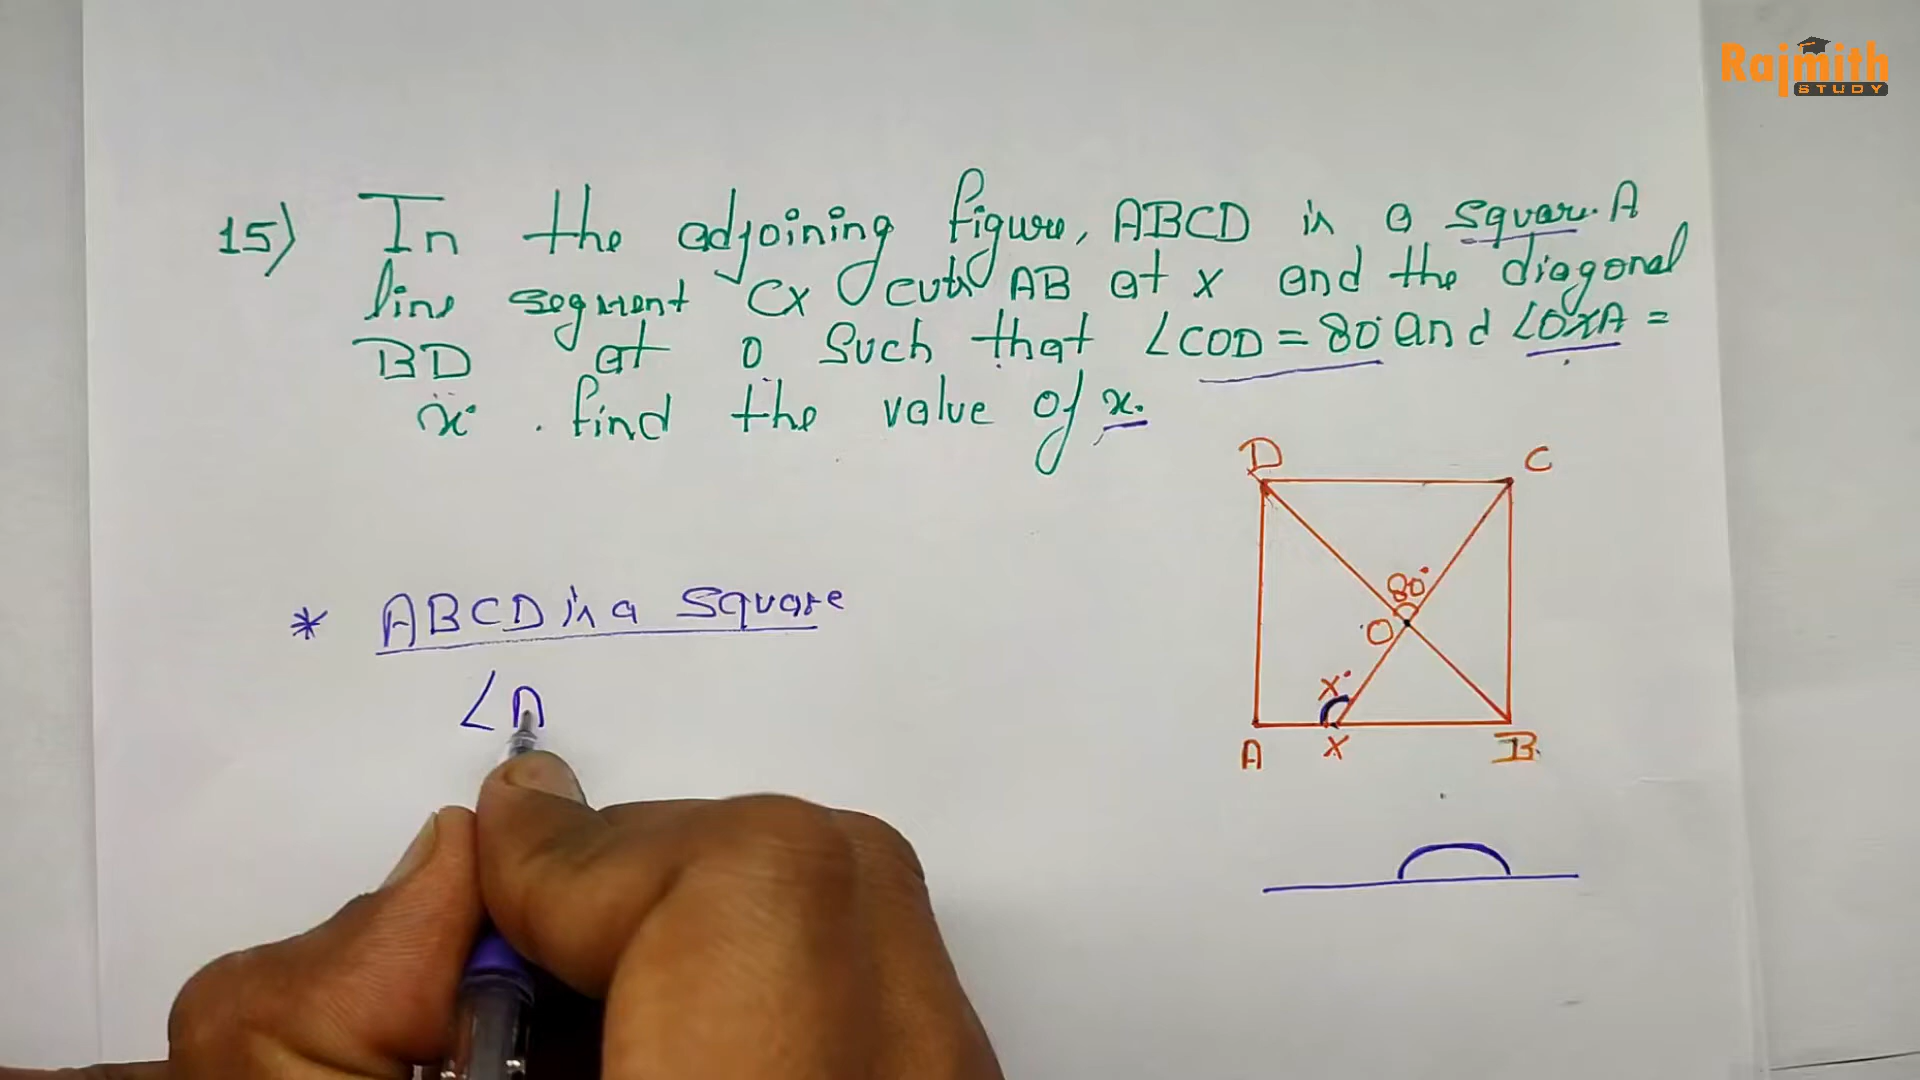 Rajmith
STUDY
15) In the adjoining figure, ABCD is a square. A
line segment CX cuts AB at X and the diagonal
BD at O such that ∠COD = 80° and ∠OXA =
x° . find the value of x.
D C
80°
O
x°
A X B
* ABCD is a square
∠A